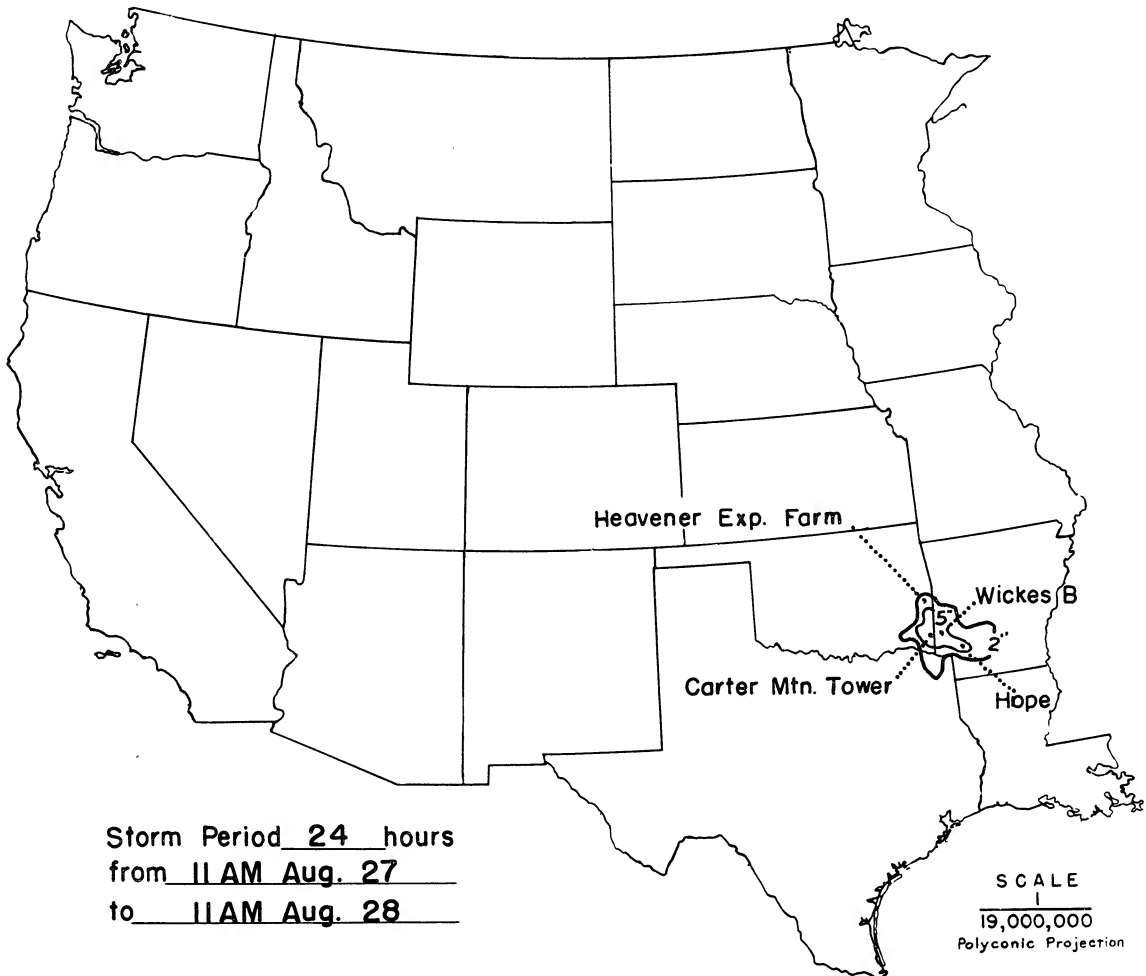 Heavener Exp. Farm
Wickes B
5"
2"
Carter Mtn. Tower
Hope
Storm Period 24 hours
from 11 AM Aug. 27
to 11 AM Aug. 28
SCALE
1
19,000,000
Polyconic Projection